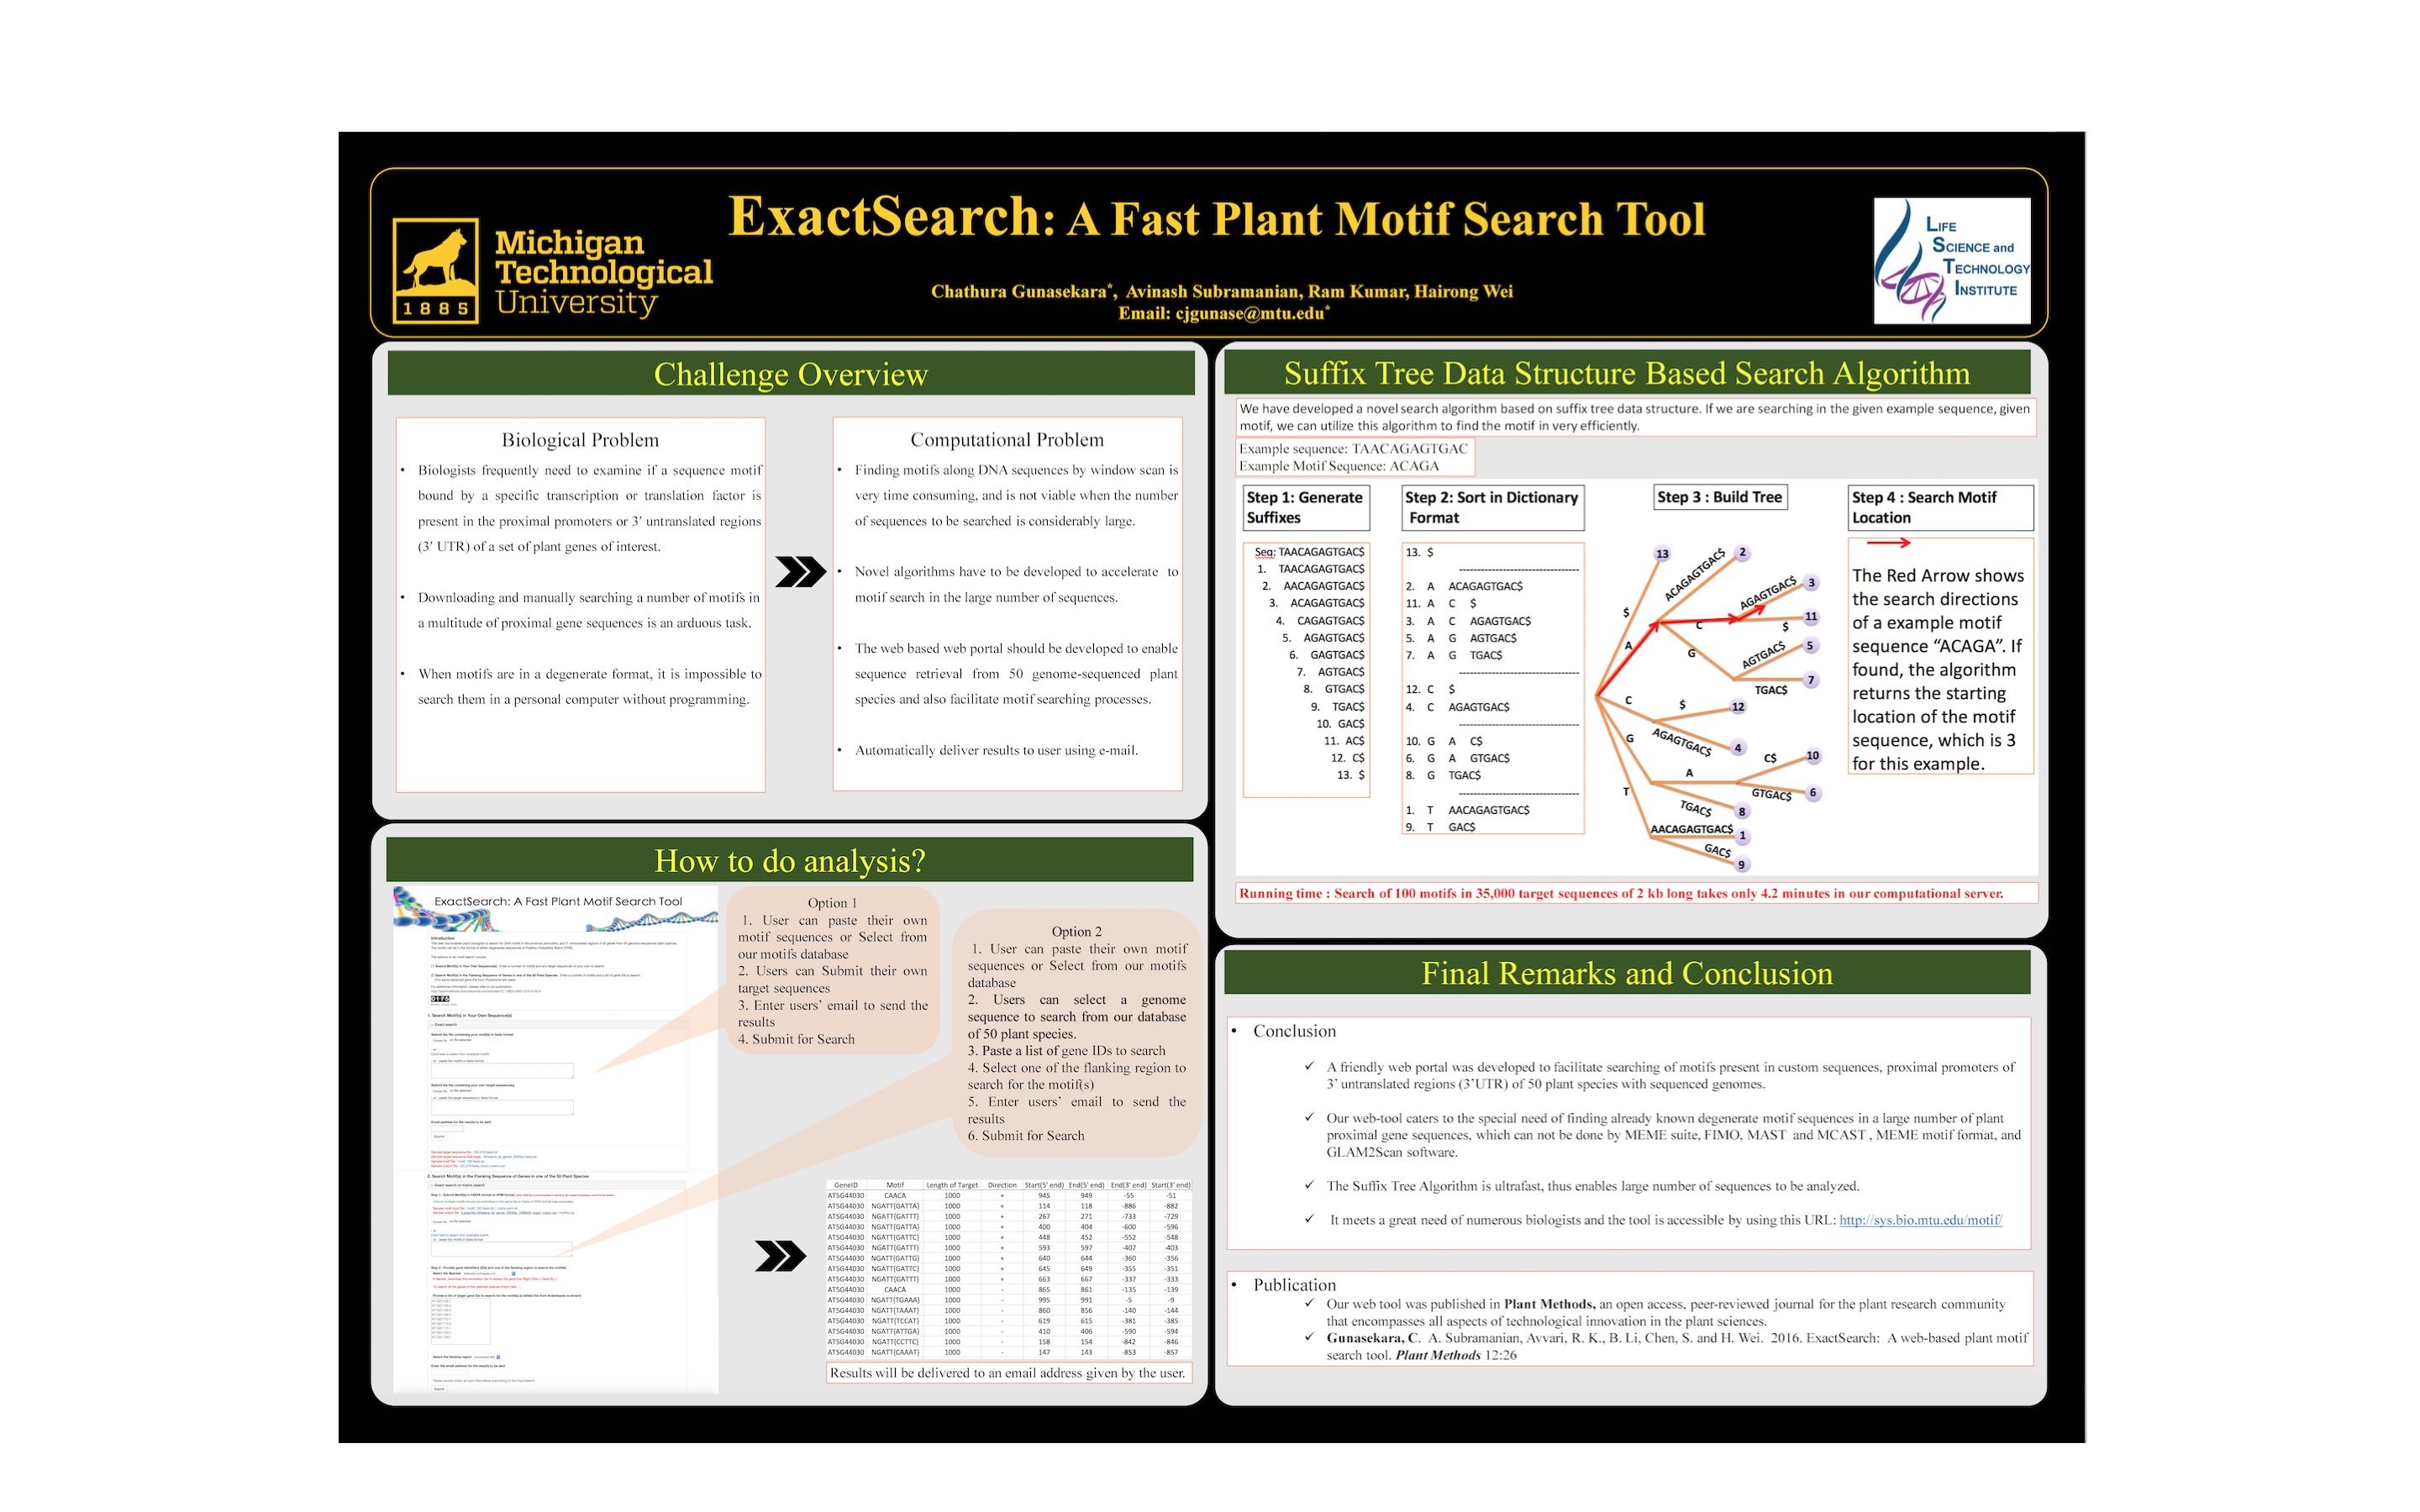 ExactSearch: A Fast Plant Motif Search Tool
Michigan
Technological
University
1885
Chathura Gunasekara*, Avinash Subramanian, Ram Kumar, Hairong Wei
Email: cjgunase@mtu.edu*
LIFE
SCIENCE and
TECHNOLOGY
INSTITUTE
Challenge Overview
Biological Problem
• Biologists frequently need to examine if a sequence motif
bound by a specific transcription or translation factor is
present in the proximal promoters or 3′ untranslated regions
(3′ UTR) of a set of plant genes of interest.
• Downloading and manually searching a number of motifs in
a multitude of proximal gene sequences is an arduous task.
• When motifs are in a degenerate format, it is impossible to
search them in a personal computer without programming.
Computational Problem
• Finding motifs along DNA sequences by window scan is
very time consuming, and is not viable when the number
of sequences to be searched is considerably large.
• Novel algorithms have to be developed to accelerate to
motif search in the large number of sequences.
• The web based web portal should be developed to enable
sequence retrieval from 50 genome-sequenced plant
species and also facilitate motif searching processes.
• Automatically deliver results to user using e-mail.
How to do analysis?
ExactSearch: A Fast Plant Motif Search Tool
Introduction
1. Search Motif(s) in Your Own Sequence(s)
2. Search Motif(s) in the Flanking Sequence of Genes in one of the 50 Plant Species
Option 1
1. User can paste their own
motif sequences or Select from
our motifs database
2. Users can Submit their own
target sequences
3. Enter users' email to send the
results
4. Submit for Search
Option 2
1. User can paste their own motif
sequences or Select from our motifs
database
2. Users can select a genome
sequence to search from our database
of 50 plant species.
3. Paste a list of gene IDs to search
4. Select one of the flanking region to
search for the motif(s)
5. Enter users' email to send the
results
6. Submit for Search
GeneID Motif Length of Target Direction Start(5' end) End(5' end) End(3' end) Start(3' end)
AT5G44030 CAACA 1000 + 945 949 -55 -51
AT5G44030 NGATT{GATTA} 1000 + 114 118 -886 -882
AT5G44030 NGATT{GATTT} 1000 + 267 271 -733 -729
AT5G44030 NGATT{GATTA} 1000 + 400 404 -600 -596
AT5G44030 NGATT{GATTC} 1000 + 448 452 -552 -548
AT5G44030 NGATT{GATTT} 1000 + 593 597 -407 -403
AT5G44030 NGATT{GATTG} 1000 + 640 644 -360 -356
AT5G44030 NGATT{GATTC} 1000 + 645 649 -355 -351
AT5G44030 NGATT{GATTT} 1000 + 663 667 -337 -333
AT5G44030 CAACA 1000 - 865 861 -135 -139
AT5G44030 NGATT{TGAAA} 1000 - 995 991 -5 -9
AT5G44030 NGATT{TAAAT} 1000 - 860 856 -140 -144
AT5G44030 NGATT{TCCAT} 1000 - 619 615 -381 -385
AT5G44030 NGATT{ATTGA} 1000 - 410 406 -590 -594
AT5G44030 NGATT{CCTTC} 1000 - 158 154 -842 -846
AT5G44030 NGATT{CAAAT} 1000 - 147 143 -853 -857
Results will be delivered to an email address given by the user.
Suffix Tree Data Structure Based Search Algorithm
We have developed a novel search algorithm based on suffix tree data structure. If we are searching in the given example sequence, given
motif, we can utilize this algorithm to find the motif in very efficiently.
Example sequence: TAACAGAGTGAC
Example Motif Sequence: ACAGA
Step 1: Generate
Suffixes
Seq: TAACAGAGTGAC$
1. TAACAGAGTGAC$
2. AACAGAGTGAC$
3. ACAGAGTGAC$
4. CAGAGTGAC$
5. AGAGTGAC$
6. GAGTGAC$
7. AGTGAC$
8. GTGAC$
9. TGAC$
10. GAC$
11. AC$
12. C$
13. $
Step 2: Sort in Dictionary
Format
13. $
2. A ACAGAGTGAC$
11. A C $
3. A C AGAGTGAC$
5. A G AGTGAC$
7. A G TGAC$
12. C $
4. C AGAGTGAC$
10. G A C$
6. G A GTGAC$
8. G TGAC$
1. T AACAGAGTGAC$
9. T GAC$
Step 3 : Build Tree
13
ACAGAGTGAC$ 2
AGAGTGAC$ 3
$
C
$ 11
A
G
AGTGAC$ 5
TGAC$ 7
C
$ 12
AGAGTGAC$ 4
G
A
C$ 10
GTGAC$ 6
T
TGAC$ 8
AACAGAGTGAC$ 1
GAC$ 9
Step 4 : Search Motif
Location
The Red Arrow shows
the search directions
of a example motif
sequence “ACAGA”. If
found, the algorithm
returns the starting
location of the motif
sequence, which is 3
for this example.
Running time : Search of 100 motifs in 35,000 target sequences of 2 kb long takes only 4.2 minutes in our computational server.
Final Remarks and Conclusion
• Conclusion
✓ A friendly web portal was developed to facilitate searching of motifs present in custom sequences, proximal promoters of
3’ untranslated regions (3’UTR) of 50 plant species with sequenced genomes.
✓ Our web-tool caters to the special need of finding already known degenerate motif sequences in a large number of plant
proximal gene sequences, which can not be done by MEME suite, FIMO, MAST and MCAST , MEME motif format, and
GLAM2Scan software.
✓ The Suffix Tree Algorithm is ultrafast, thus enables large number of sequences to be analyzed.
✓ It meets a great need of numerous biologists and the tool is accessible by using this URL: http://sys.bio.mtu.edu/motif/
• Publication
✓ Our web tool was published in Plant Methods, an open access, peer-reviewed journal for the plant research community
that encompasses all aspects of technological innovation in the plant sciences.
✓ Gunasekara, C. A. Subramanian, Avvari, R. K., B. Li, Chen, S. and H. Wei. 2016. ExactSearch: A web-based plant motif
search tool. Plant Methods 12:26